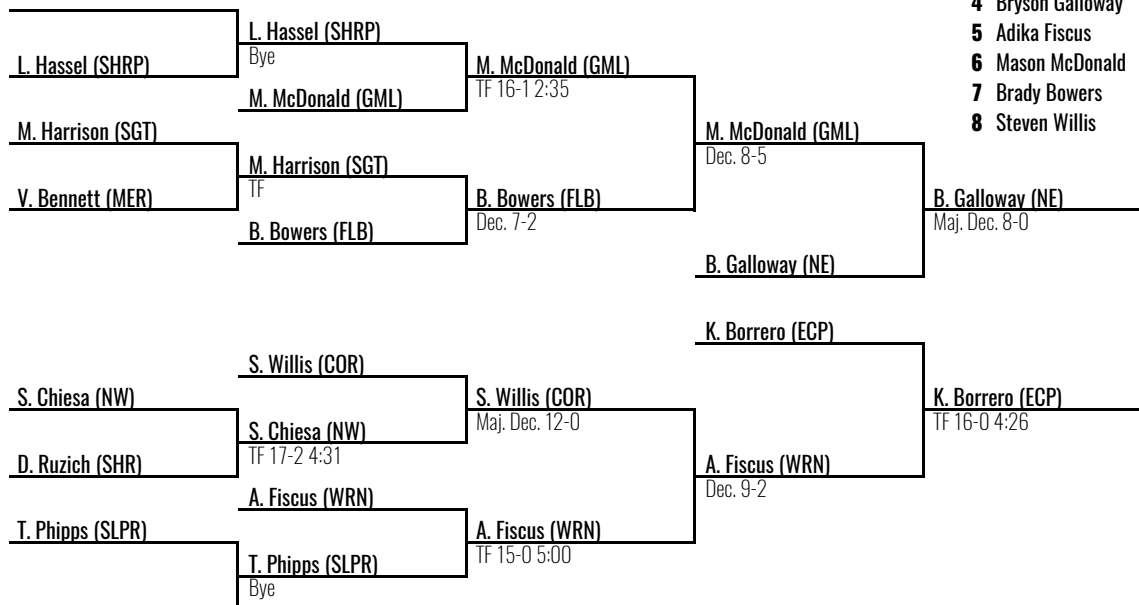 4 Bryson Galloway
5 Adika Fiscus
6 Mason McDonald
7 Brady Bowers
8 Steven Willis
L. Hassel (SHRP)
Bye
L. Hassel (SHRP)
M. McDonald (GML)
TF 16-1 2:35
M. McDonald (GML)
M. Harrison (SGT)
M. McDonald (GML)
Dec. 8-5
M. Harrison (SGT)
TF
V. Bennett (MER)
B. Bowers (FLB)
Dec. 7-2
B. Galloway (NE)
Maj. Dec. 8-0
B. Bowers (FLB)
B. Galloway (NE)
K. Borrero (ECP)
S. Willis (COR)
S. Chiesa (NW)
S. Willis (COR)
Maj. Dec. 12-0
K. Borrero (ECP)
TF 16-0 4:26
S. Chiesa (NW)
TF 17-2 4:31
D. Ruzich (SHR)
A. Fiscus (WRN)
Dec. 9-2
A. Fiscus (WRN)
T. Phipps (SLPR)
A. Fiscus (WRN)
TF 15-0 5:00
T. Phipps (SLPR)
Bye